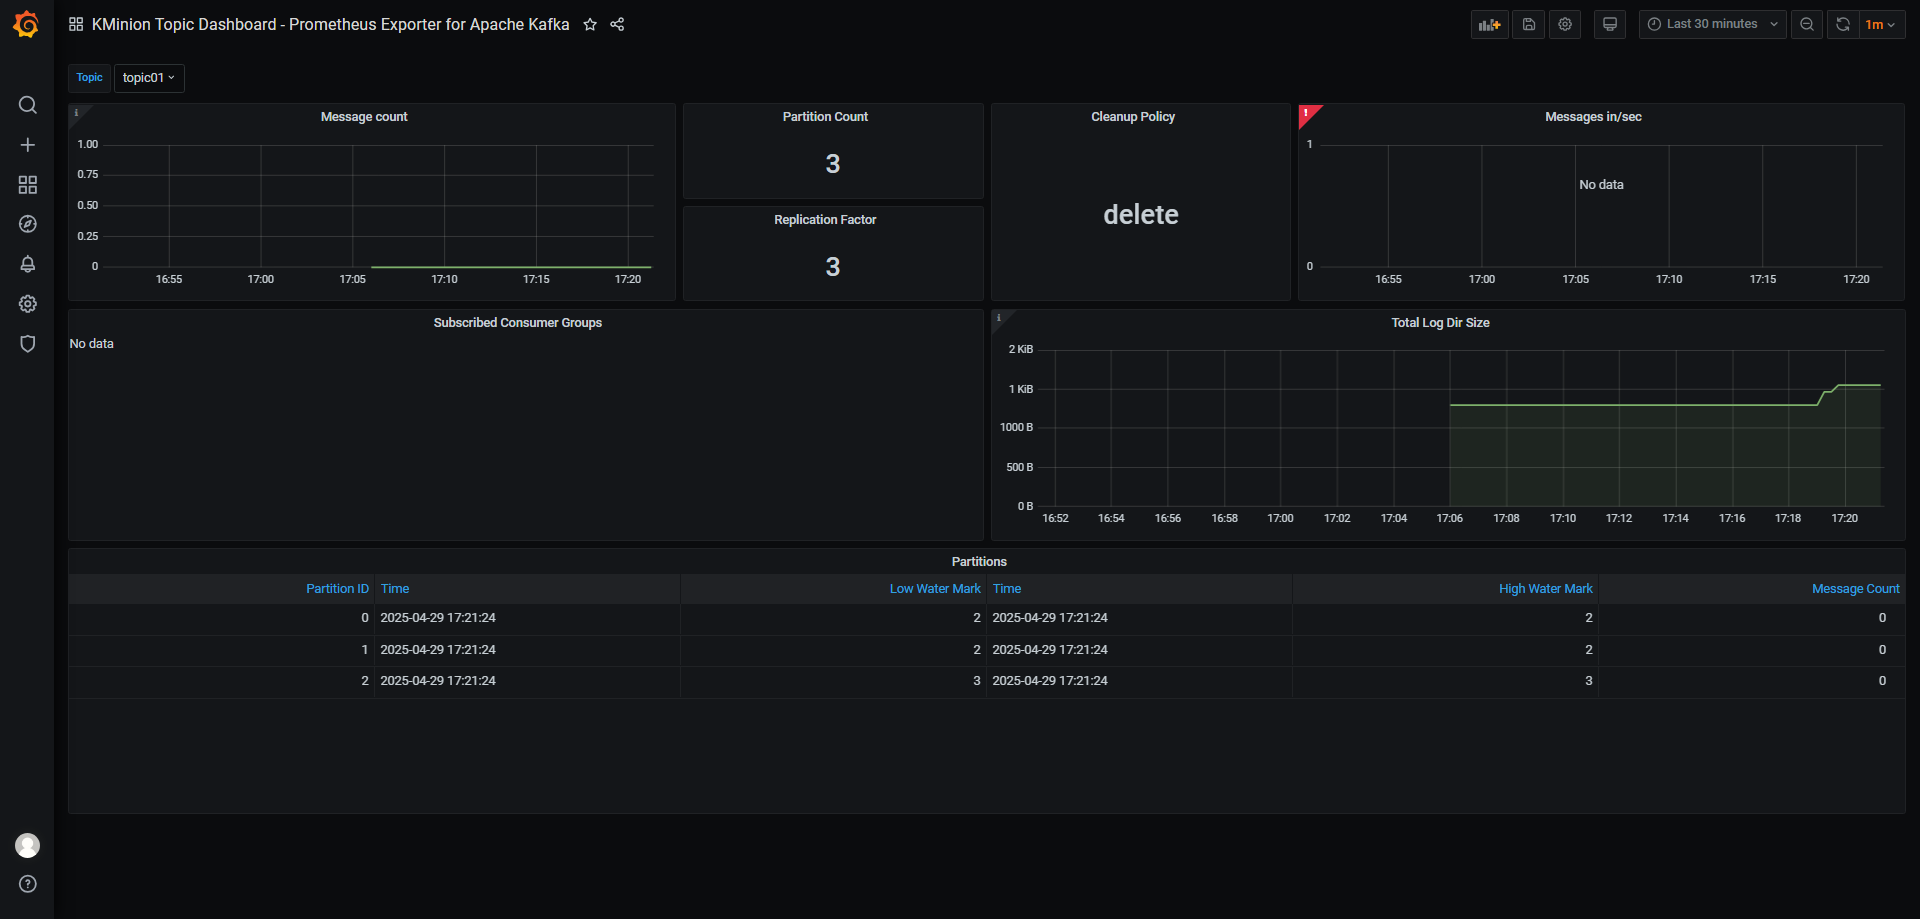 KMinion Topic Dashboard - Prometheus Exporter for Apache Kafka
Last 30 minutes
1m
Topic
topic01
Message count
1.00
0.75
0.50
0.25
0
16:55 17:00 17:05 17:10 17:15 17:20
Partition Count
3
Replication Factor
3
Cleanup Policy
delete
Messages in/sec
1
No data
0
16:55 17:00 17:05 17:10 17:15 17:20
Subscribed Consumer Groups
No data
Total Log Dir Size
2 KiB
1 KiB
1000 B
500 B
0 B
16:52 16:54 16:56 16:58 17:00 17:02 17:04 17:06 17:08 17:10 17:12 17:14 17:16 17:18 17:20
Partitions
Partition ID Time Low Water Mark Time High Water Mark Message Count
0 2025-04-29 17:21:24 2 2025-04-29 17:21:24 2 0
1 2025-04-29 17:21:24 2 2025-04-29 17:21:24 2 0
2 2025-04-29 17:21:24 3 2025-04-29 17:21:24 3 0